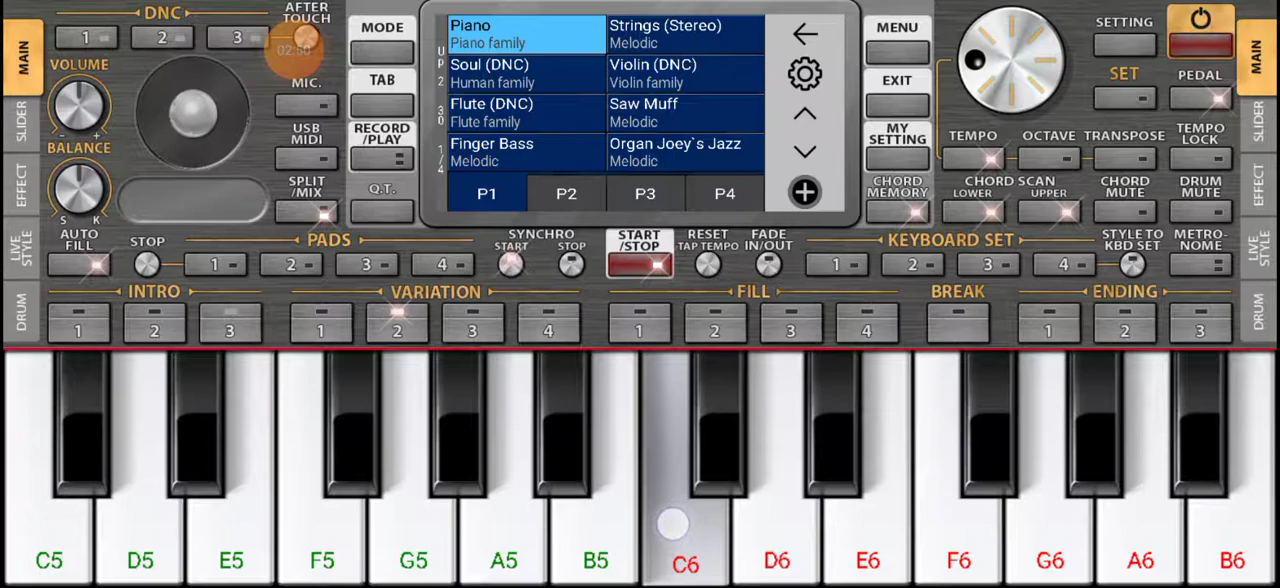 DNC
AFTER
TOUCH
1
2
3
02:50
VOLUME
- +
MIC.
USB
MIDI
BALANCE
S K
SPLIT
/MIX
MAIN
SLIDER
EFFECT
LIVE
STYLE
DRUM
MODE
TAB
RECORD
/PLAY
Q.T.
Piano
Piano family
Strings (Stereo)
Melodic
Soul (DNC)
Human family
Violin (DNC)
Violin family
Flute (DNC)
Flute family
Saw Muff
Melodic
Finger Bass
Melodic
Organ Joey`s Jazz
Melodic
P1
P2
P3
P4
MENU
EXIT
MY
SETTING
CHORD
MEMORY
SETTING
SET
PEDAL
TEMPO
OCTAVE
TRANSPOSE
TEMPO
LOCK
CHORD SCAN
LOWER
UPPER
CHORD
MUTE
DRUM
MUTE
MAIN
SLIDER
EFFECT
LIVE
STYLE
DRUM
AUTO
FILL
STOP
PADS
1
2
3
4
SYNCHRO
START
STOP
START
/STOP
RESET
TAP TEMPO
FADE
IN/OUT
KEYBOARD SET
1
2
3
4
STYLE TO
KBD SET
METRO-
NOME
INTRO
1
2
3
VARIATION
1
2
3
4
FILL
1
2
3
4
BREAK
ENDING
1
2
3
C5 D5 E5 F5 G5 A5 B5 C6 D6 E6 F6 G6 A6 B6